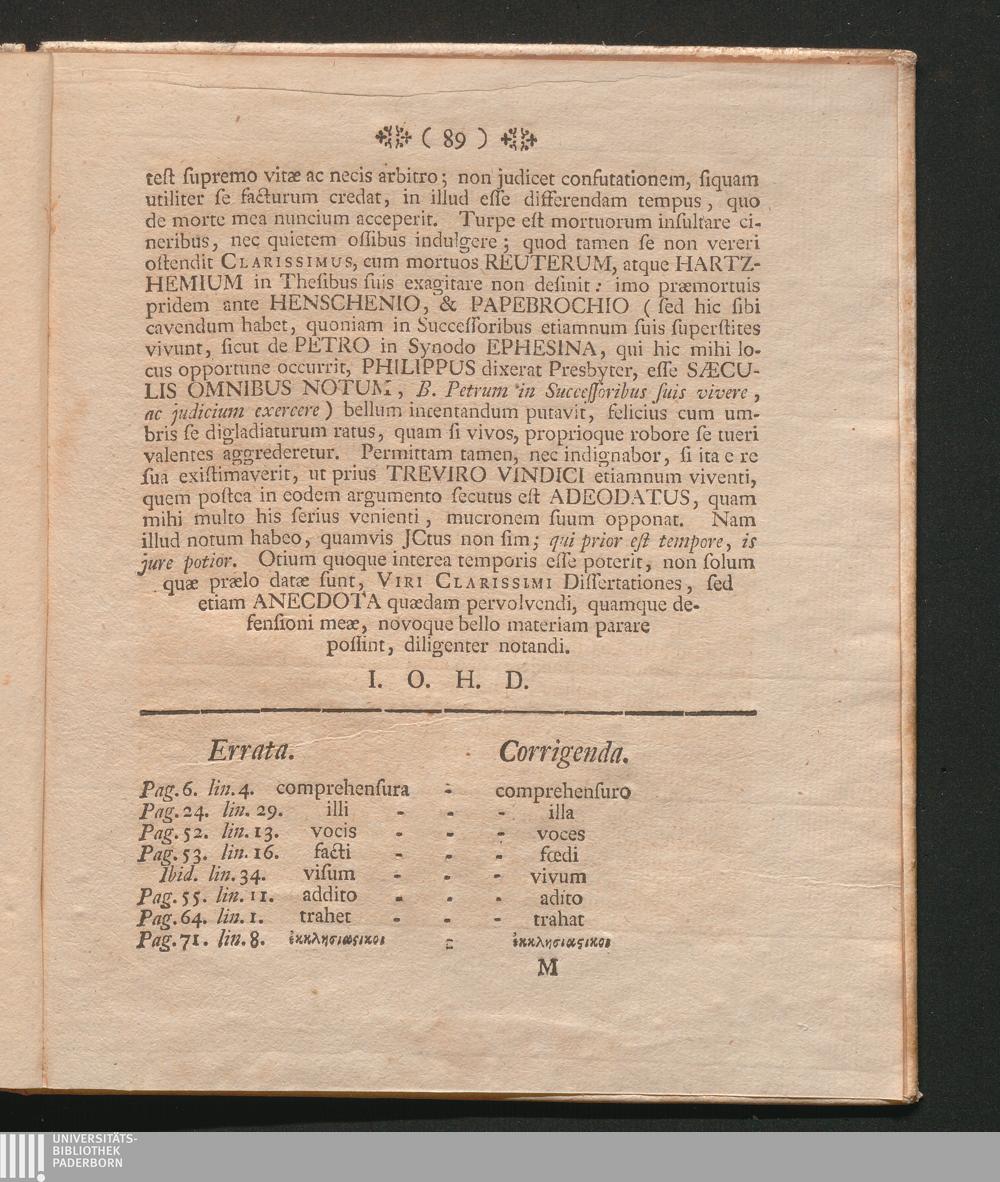 ( 89 )
teſt ſupremo vitæ ac necis arbitro; non judicet confutationem, ſiquam
utiliter ſe facturum credat, in illud eſſe differendam tempus, quo
de morte mea nuncium acceperit. Turpe eſt mortuorum inſultare ci-
neribus, nec quietem oſſibus indulgere; quod tamen ſe non vereri
oſtendit CLARISSIMUS, cum mortuos REUTERUM, atque HARTZ-
HEMIUM in Theſibus ſuis exagitare non deſinit: imo præmortuis
pridem ante HENSCHENIO, & PAPEBROCHIO (ſed hic ſibi
cavendum habet, quoniam in Succeſſoribus etiamnum ſuis ſuperſtites
vivunt, ſicut de PETRO in Synodo EPHESINA, qui hic mihi lo-
cus opportune occurrit, PHILIPPUS dixerat Presbyter, eſſe SÆCU-
LIS OMNIBUS NOTUM, B. Petrum in Succeſſoribus ſuis vivere,
ac judicium exercere) bellum intentandum putavit, felicius cum um-
bris ſe digladiaturum ratus, quam ſi vivos, proprioque robore ſe tueri
valentes aggrederetur. Permittam tamen, nec indignabor, ſi ita e re
ſua exiſtimaverit, ut prius TREVIRO VINDICI etiamnum viventi,
quem poſtea in eodem argumento ſecutus eſt ADEODATUS, quam
mihi multo his ſerius venienti, mucronem ſuum opponat. Nam
illud notum habeo, quamvis JCtus non ſim; qui prior eſt tempore, is
jure potior. Otium quoque interea temporis eſſe poterit, non ſolum
quæ prælo datæ ſunt, VIRI CLARISSIMI Diſſertationes, ſed
etiam ANECDOTA quædam pervolvendi, quamque de-
fenſioni meæ, novoque bello materiam parare
poſſint, diligenter notandi.
I. O. H. D.
Errata. Corrigenda.
Pag. 6. lin. 4. comprehenſura - comprehenſuro
Pag. 24. lin. 29. illi - - - illa
Pag. 52. lin. 13. vocis - - - voces
Pag. 53. lin. 16. facti - - - fœdi
Ibid. lin. 34. viſum - - - vivum
Pag. 55. lin. 11. addito - - - adito
Pag. 64. lin. 1. trahet - - - trahat
Pag. 71. lin. 8. ἐκκλησιωϛικοι - ἐκκλησιαϛικοι
M
UNIVERSITÄTS-
BIBLIOTHEK
PADERBORN